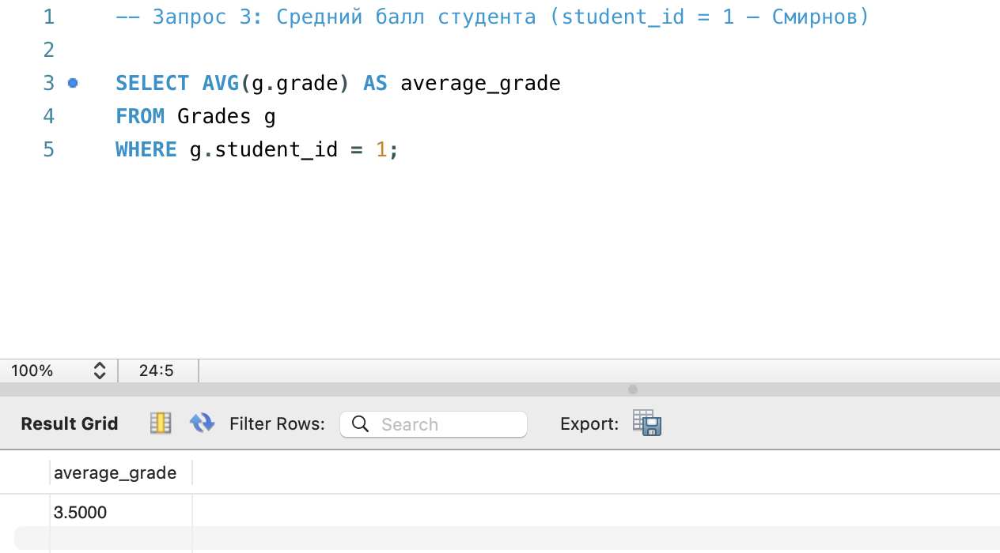 1 -- Запрос 3: Средний балл студента (student_id = 1 — Смирнов)
2
3 SELECT AVG(g.grade) AS average_grade
4 FROM Grades g
5 WHERE g.student_id = 1;
100% 24:5
Result Grid Filter Rows: Search Export:
average_grade
3.5000